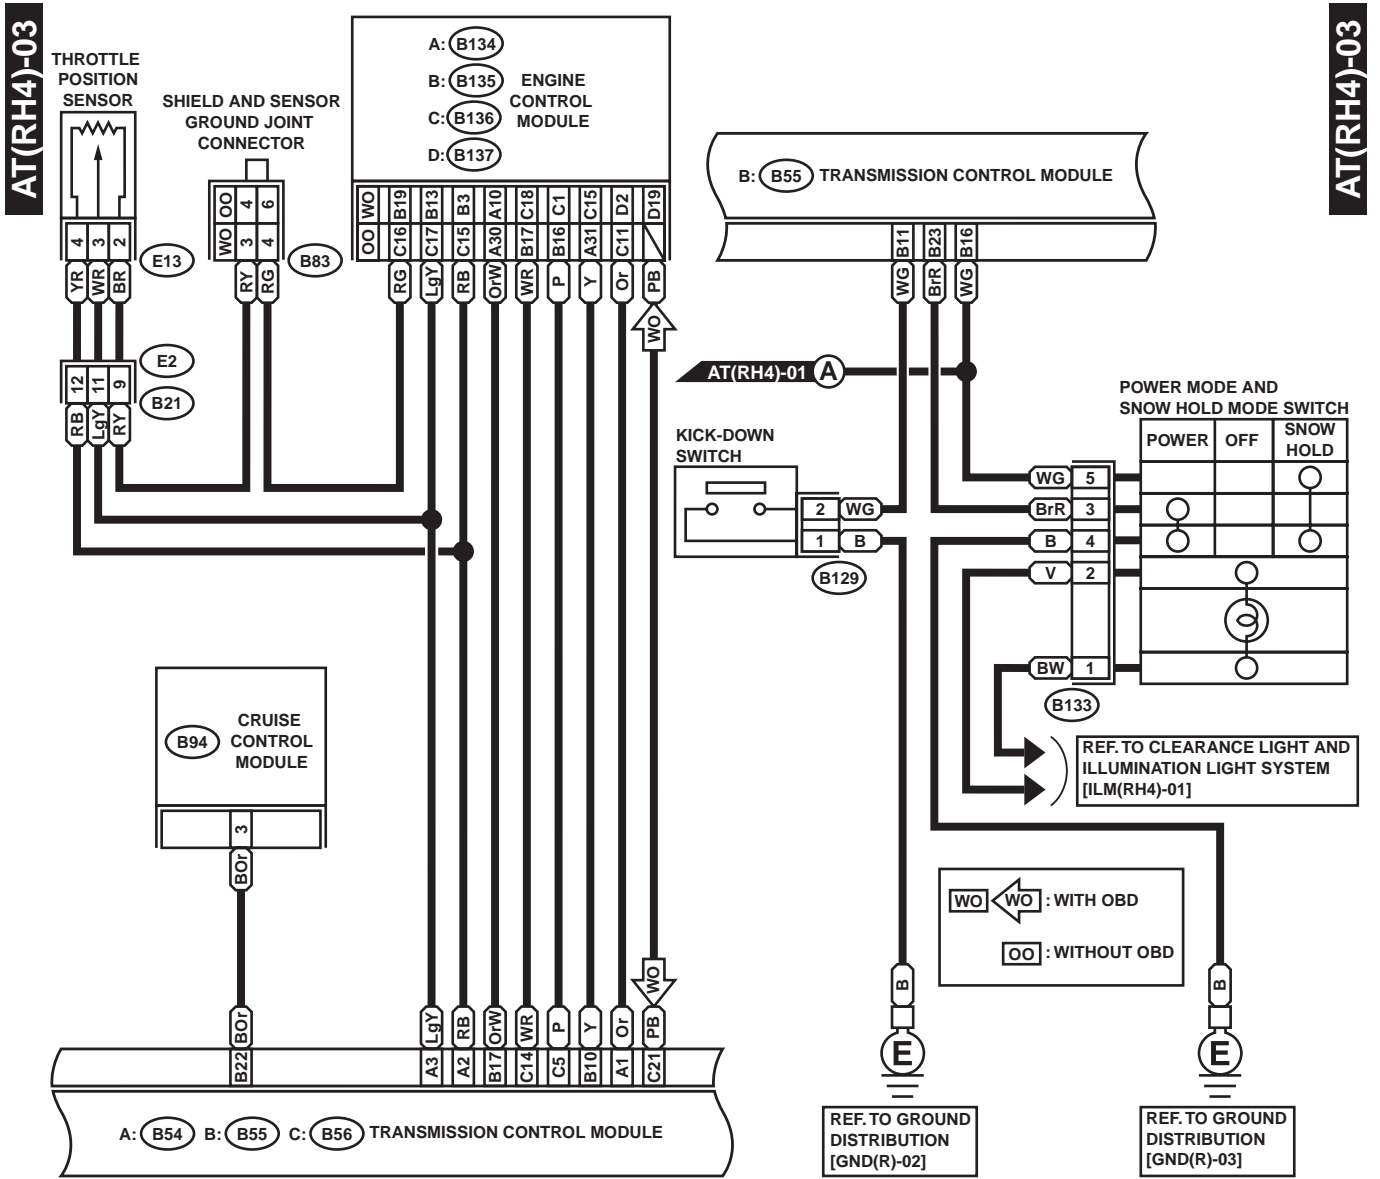 AT(RH4)-03
AT(RH4)-03
THROTTLE
POSITION
SENSOR
4 3 2
E13
YR WR BR
E2
12 11 9
B21
RB LgY RY
SHIELD AND SENSOR
GROUND JOINT
CONNECTOR
OO 4 6
WO 3 4
B83
RY RG
A: B134
B: B135
C: B136
D: B137
ENGINE
CONTROL
MODULE
WO B19 B13 B3 A10 C18 C1 C15 D2 D19
OO C16 C17 C15 A30 B17 B16 A31 C11
RG LgY RB OrW WR P Y Or PB
WO
B: B55 TRANSMISSION CONTROL MODULE
B11 B23 B16
WG BrR WG
AT(RH4)-01 A
KICK-DOWN
SWITCH
2 WG
1 B
B129
POWER MODE AND
SNOW HOLD MODE SWITCH
POWER OFF SNOW
HOLD
WG 5
BrR 3
B 4
V 2
BW 1
B133
REF. TO CLEARANCE LIGHT AND
ILLUMINATION LIGHT SYSTEM
[ILM(RH4)-01]
B94
CRUISE
CONTROL
MODULE
3
BOr
WO WO : WITH OBD
OO : WITHOUT OBD
WO
BOr LgY RB OrW WR P Y Or PB
B22 A3 A2 B17 C14 C5 B10 A1 C21
A: B54 B: B55 C: B56 TRANSMISSION CONTROL MODULE
B
E
REF. TO GROUND
DISTRIBUTION
[GND(R)-02]
B
E
REF. TO GROUND
DISTRIBUTION
[GND(R)-03]